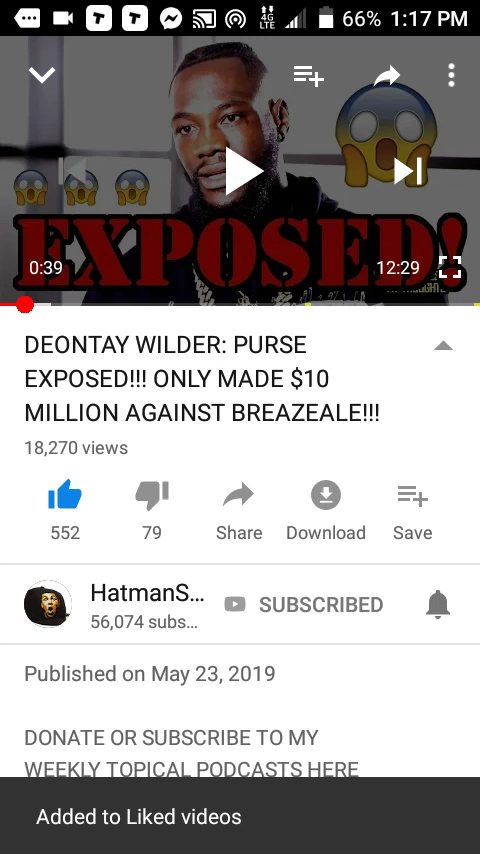 4G
LTE
66% 1:17 PM
EXPOSED!
0:39
12:29
DEONTAY WILDER: PURSE
EXPOSED!!! ONLY MADE $10
MILLION AGAINST BREAZEALE!!!
18,270 views
552
79
Share
Download
Save
HatmanS...
SUBSCRIBED
56,074 subs...
Published on May 23, 2019
DONATE OR SUBSCRIBE TO MY
WEEKLY TOPICAL PODCASTS HERE
Added to Liked videos